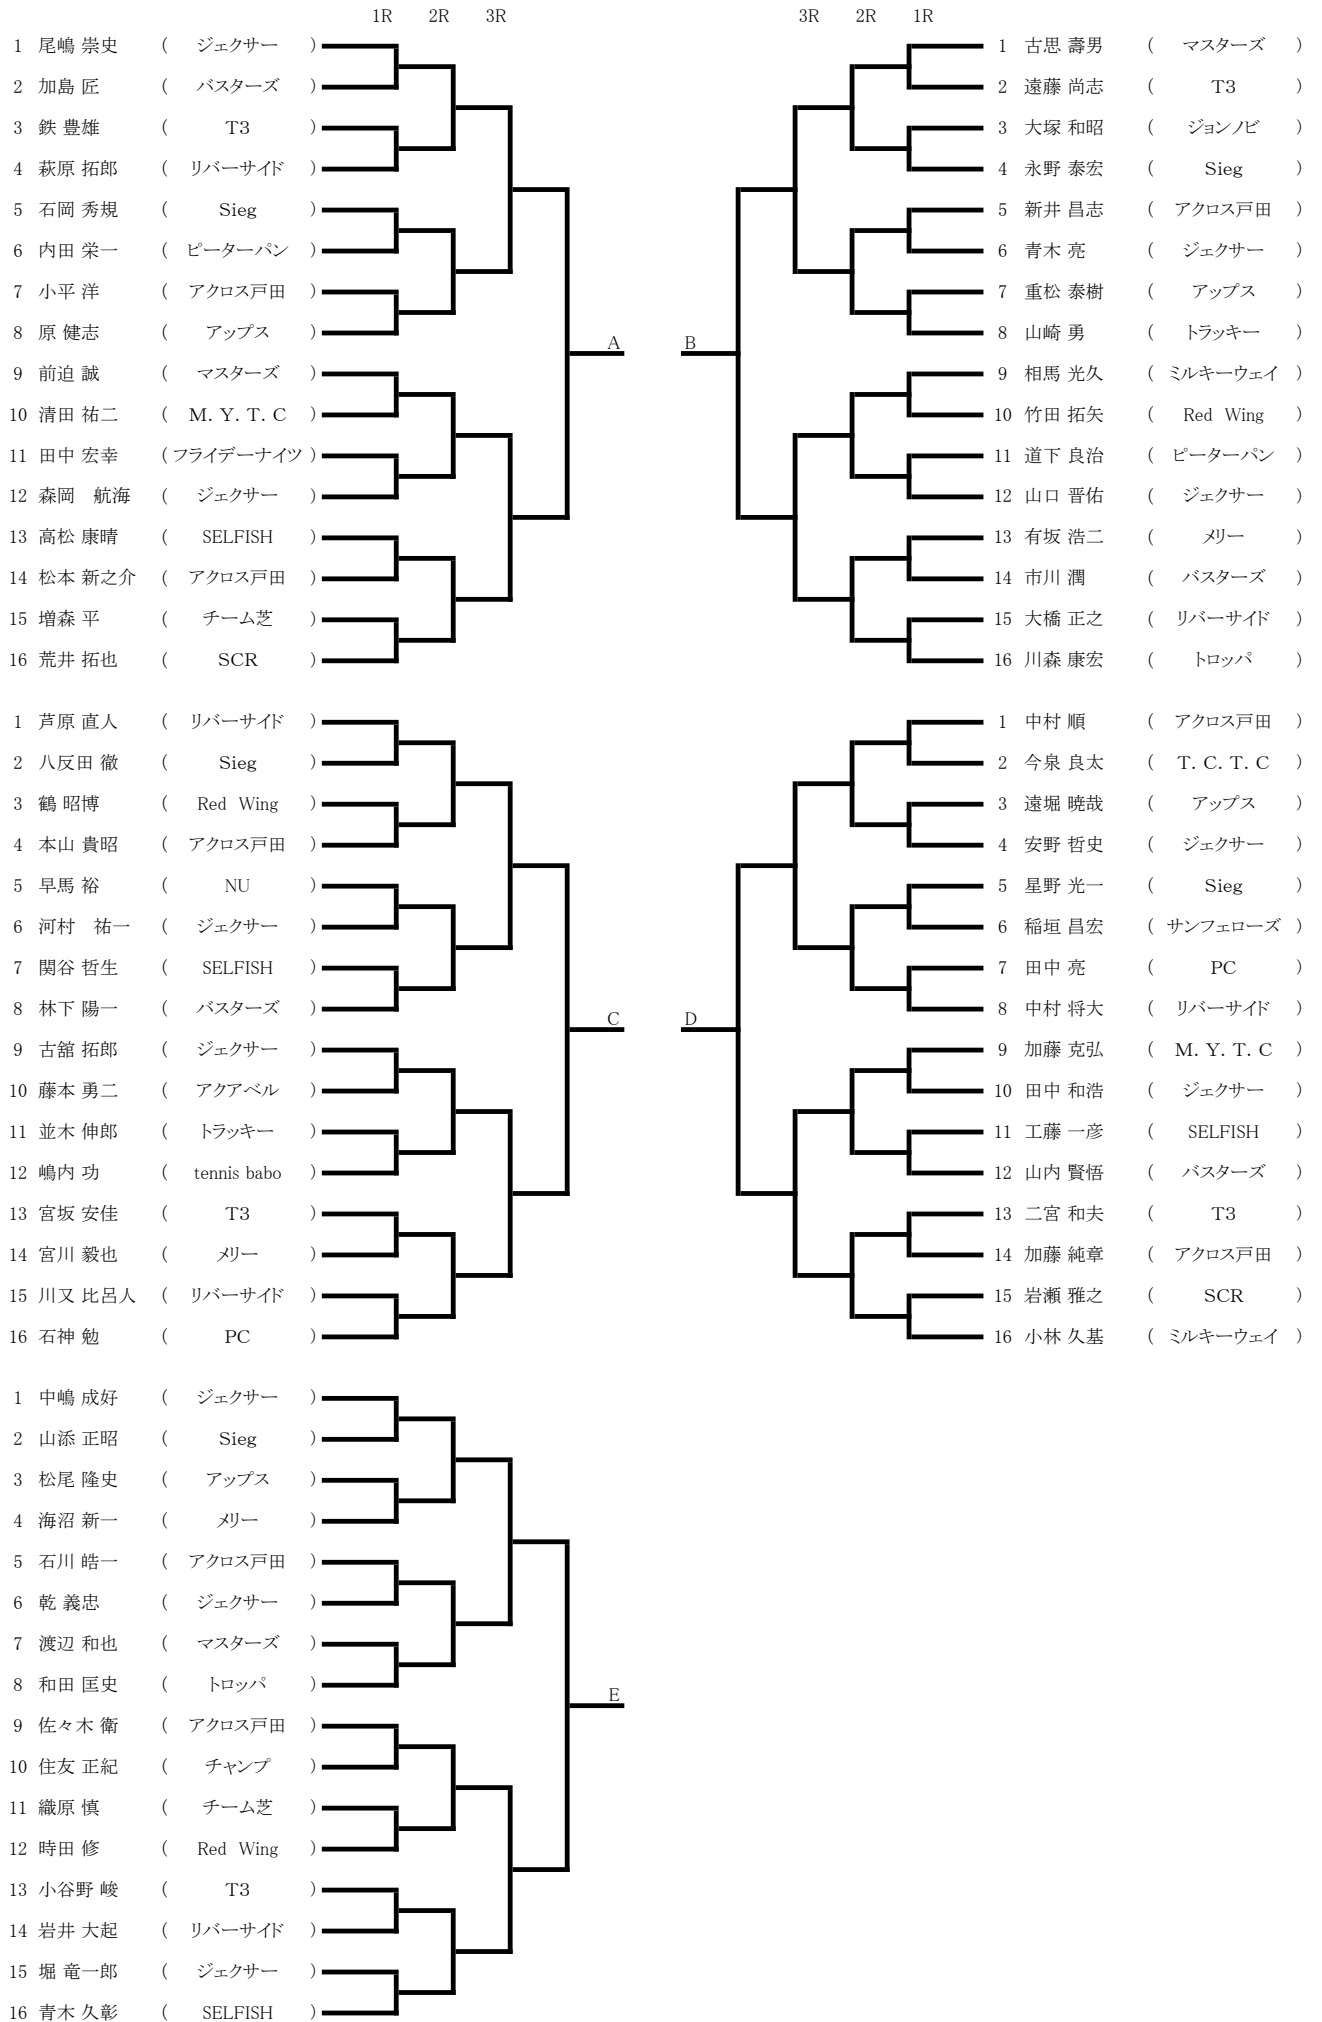 1R 2R 3R
1 尾嶋 崇史 ( ジェクサー )
2 加島 匠 ( バスターズ )
3 鉄 豊雄 ( T3 )
4 萩原 拓郎 ( リバーサイド )
5 石岡 秀規 ( Sieg )
6 内田 栄一 ( ピーターパン )
7 小平 洋 ( アクロス戸田 )
8 原 健志 ( アップス )
A
9 前迫 誠 ( マスターズ )
10 清田 祐二 ( M. Y. T. C )
11 田中 宏幸 ( フライデーナイツ )
12 森岡　航海 ( ジェクサー )
13 高松 康晴 ( SELFISH )
14 松本 新之介 ( アクロス戸田 )
15 増森 平 ( チーム芝 )
16 荒井 拓也 ( SCR )
3R 2R 1R
1 古思 壽男 ( マスターズ )
2 遠藤 尚志 ( T3 )
3 大塚 和昭 ( ジョンノビ )
4 永野 泰宏 ( Sieg )
5 新井 昌志 ( アクロス戸田 )
6 青木 亮 ( ジェクサー )
7 重松 泰樹 ( アップス )
8 山崎 勇 ( トラッキー )
B
9 相馬 光久 ( ミルキーウェイ )
10 竹田 拓矢 ( Red Wing )
11 道下 良治 ( ピーターパン )
12 山口 晋佑 ( ジェクサー )
13 有坂 浩二 ( メリー )
14 市川 潤 ( バスターズ )
15 大橋 正之 ( リバーサイド )
16 川森 康宏 ( トロッパ )
1 芦原 直人 ( リバーサイド )
2 八反田 徹 ( Sieg )
3 鶴 昭博 ( Red Wing )
4 本山 貴昭 ( アクロス戸田 )
5 早馬 裕 ( NU )
6 河村　祐一 ( ジェクサー )
7 関谷 哲生 ( SELFISH )
8 林下 陽一 ( バスターズ )
C
9 古舘 拓郎 ( ジェクサー )
10 藤本 勇二 ( アクアベル )
11 並木 伸郎 ( トラッキー )
12 嶋内 功 ( tennis babo )
13 宮坂 安佳 ( T3 )
14 宮川 毅也 ( メリー )
15 川又 比呂人 ( リバーサイド )
16 石神 勉 ( PC )
1 中村 順 ( アクロス戸田 )
2 今泉 良太 ( T. C. T. C )
3 遠堀 暁哉 ( アップス )
4 安野 哲史 ( ジェクサー )
5 星野 光一 ( Sieg )
6 稲垣 昌宏 ( サンフェローズ )
7 田中 亮 ( PC )
8 中村 将大 ( リバーサイド )
D
9 加藤 克弘 ( M. Y. T. C )
10 田中 和浩 ( ジェクサー )
11 工藤 一彦 ( SELFISH )
12 山内 賢悟 ( バスターズ )
13 二宮 和夫 ( T3 )
14 加藤 純章 ( アクロス戸田 )
15 岩瀬 雅之 ( SCR )
16 小林 久基 ( ミルキーウェイ )
1 中嶋 成好 ( ジェクサー )
2 山添 正昭 ( Sieg )
3 松尾 隆史 ( アップス )
4 海沼 新一 ( メリー )
5 石川 皓一 ( アクロス戸田 )
6 乾 義忠 ( ジェクサー )
7 渡辺 和也 ( マスターズ )
8 和田 匡史 ( トロッパ )
E
9 佐々木 衛 ( アクロス戸田 )
10 住友 正紀 ( チャンプ )
11 織原 慎 ( チーム芝 )
12 時田 修 ( Red Wing )
13 小谷野 峻 ( T3 )
14 岩井 大起 ( リバーサイド )
15 堀 竜一郎 ( ジェクサー )
16 青木 久彰 ( SELFISH )